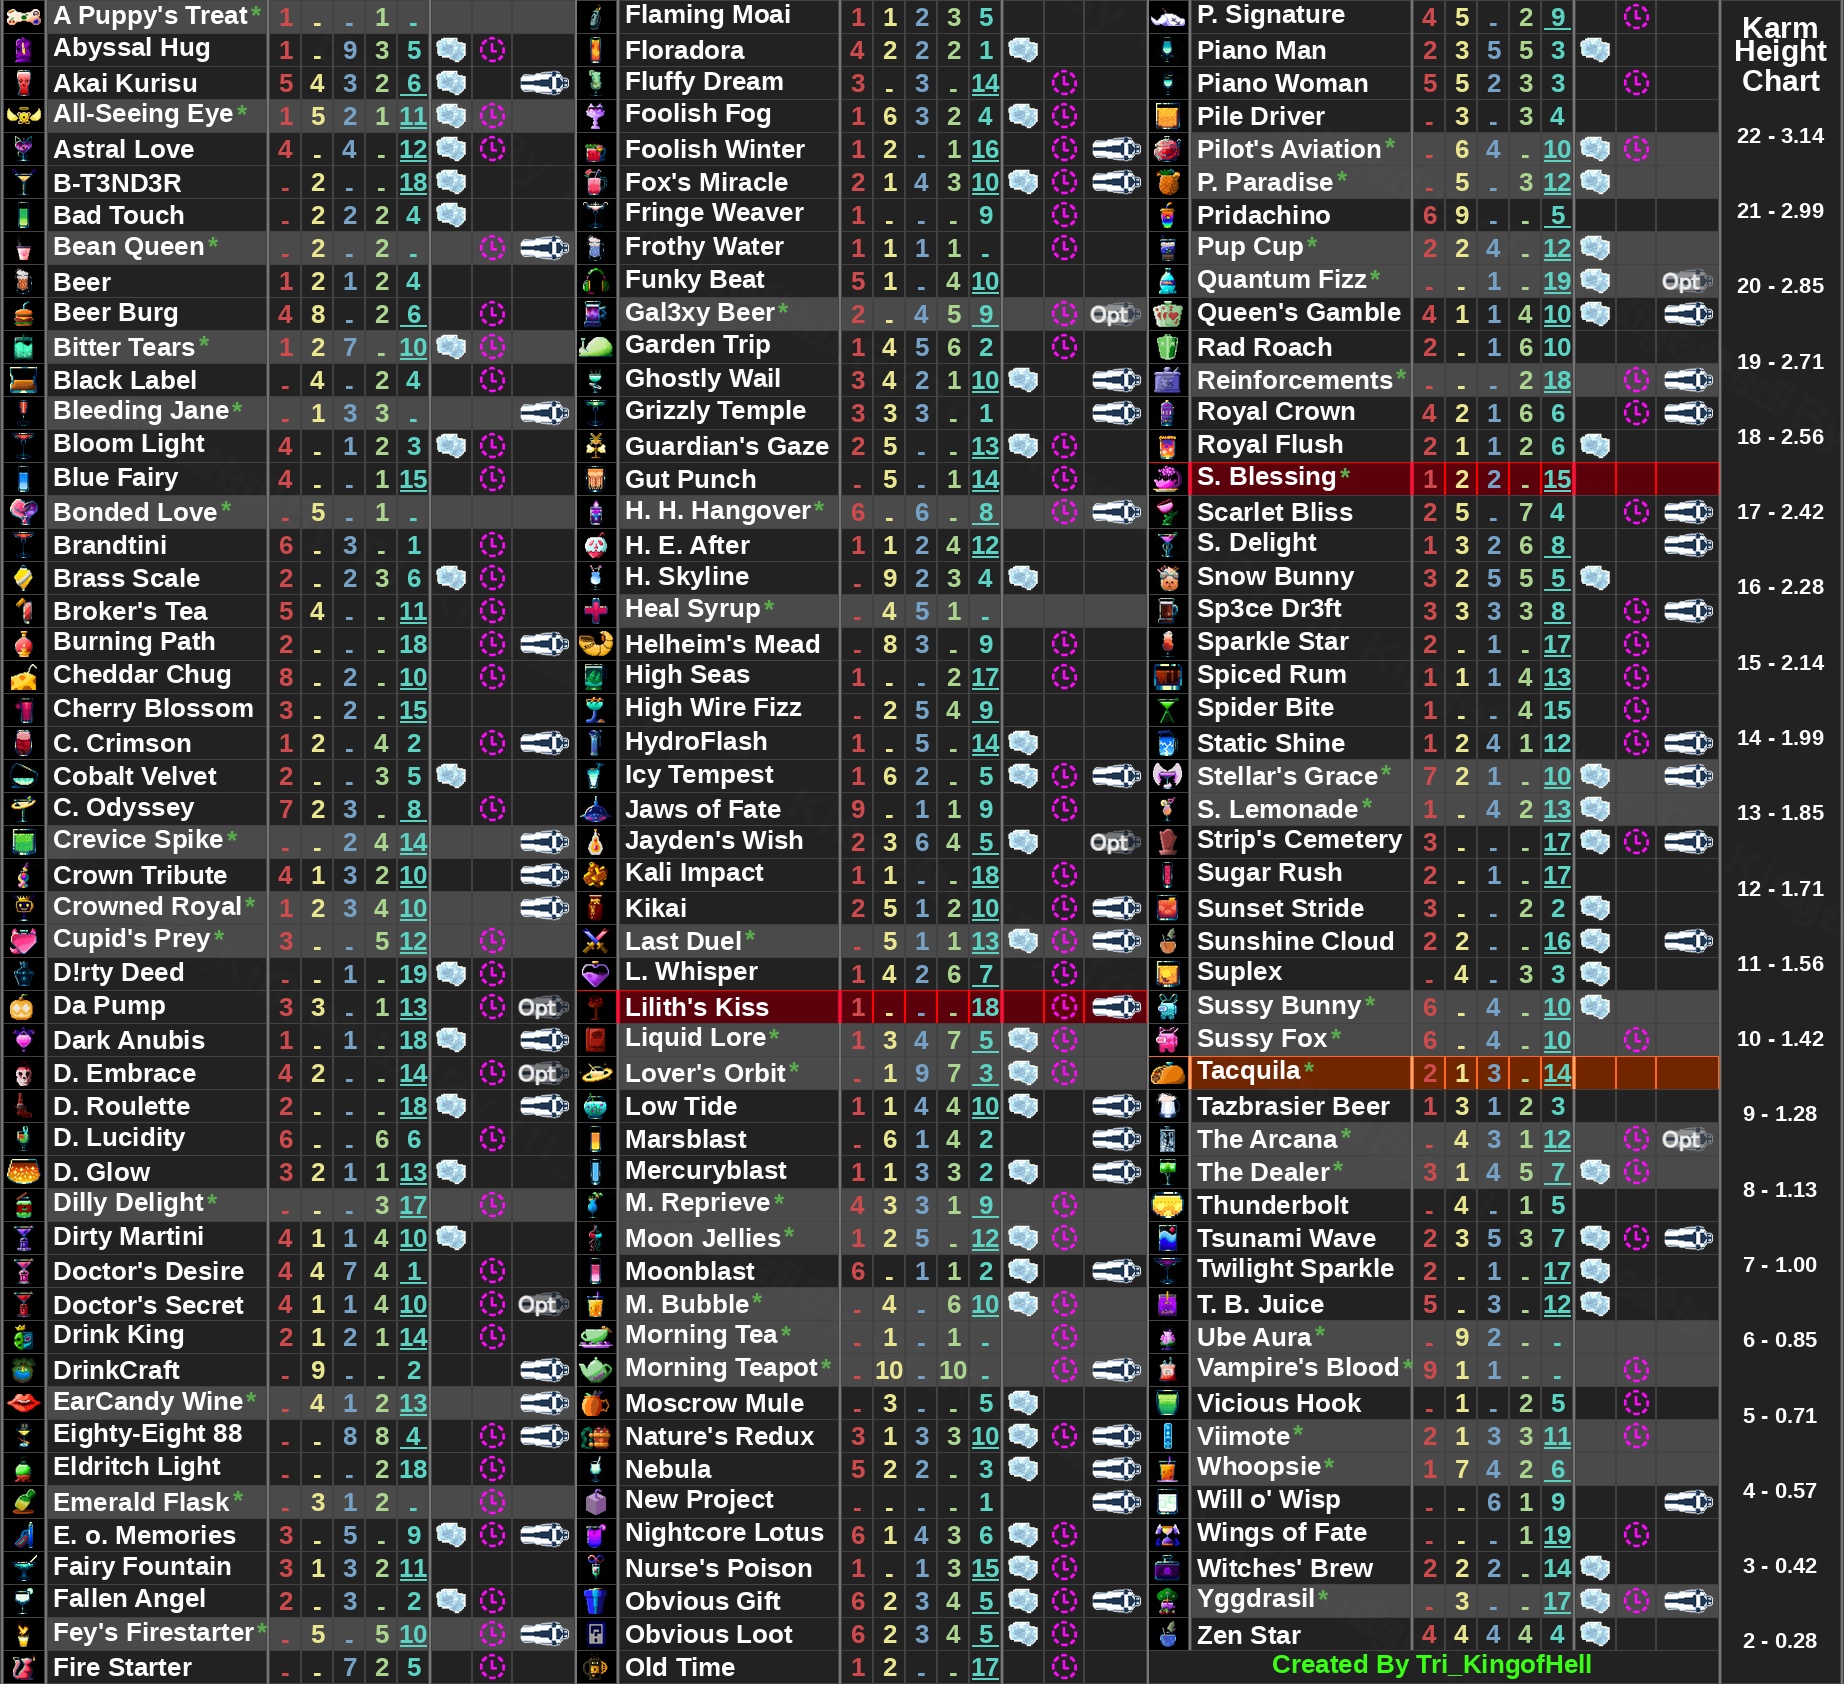 A Puppy's Treat* 1 - - 1 -
Abyssal Hug 1 - 9 3 5
Akai Kurisu 5 4 3 2 6
All-Seeing Eye* 1 5 2 1 11
Astral Love 4 - 4 - 12
B-T3ND3R - 2 - - 18
Bad Touch - 2 2 2 4
Bean Queen* - 2 - 2 -
Beer 1 2 1 2 4
Beer Burg 4 8 - 2 6
Bitter Tears* 1 2 7 - 10
Black Label - 4 - 2 4
Bleeding Jane* - 1 3 3 -
Bloom Light 4 - 1 2 3
Blue Fairy 4 - - 1 15
Bonded Love* - 5 - 1 -
Brandtini 6 - 3 - 1
Brass Scale 2 - 2 3 6
Broker's Tea 5 4 - - 11
Burning Path 2 - - - 18
Cheddar Chug 8 - 2 - 10
Cherry Blossom 3 - 2 - 15
C. Crimson 1 2 - 4 2
Cobalt Velvet 2 - - 3 5
C. Odyssey 7 2 3 - 8
Crevice Spike* - - 2 4 14
Crown Tribute 4 1 3 2 10
Crowned Royal* 1 2 3 4 10
Cupid's Prey* 3 - - 5 12
D!rty Deed - - 1 - 19
Da Pump 3 3 - 1 13 Opt
Dark Anubis 1 - 1 - 18
D. Embrace 4 2 - - 14 Opt
D. Roulette 2 - - - 18
D. Lucidity 6 - - 6 6
D. Glow 3 2 1 1 13
Dilly Delight* - - - 3 17
Dirty Martini 4 1 1 4 10
Doctor's Desire 4 4 7 4 1
Doctor's Secret 4 1 1 4 10 Opt
Drink King 2 1 2 1 14
DrinkCraft - 9 - - 2
EarCandy Wine* - 4 1 2 13
Eighty-Eight 88 - - 8 8 4
Eldritch Light - - - 2 18
Emerald Flask* - 3 1 2 -
E. o. Memories 3 - 5 - 9
Fairy Fountain 3 1 3 2 11
Fallen Angel 2 - 3 - 2
Fey's Firestarter* - 5 - 5 10
Fire Starter - - 7 2 5
Flaming Moai 1 1 2 3 5
Floradora 4 2 2 2 1
Fluffy Dream 3 - 3 - 14
Foolish Fog 1 6 3 2 4
Foolish Winter 1 2 - 1 16
Fox's Miracle 2 1 4 3 10
Fringe Weaver 1 - - - 9
Frothy Water 1 1 1 1 -
Funky Beat 5 1 - 4 10
Gal3xy Beer* 2 - 4 5 9 Opt
Garden Trip 1 4 5 6 2
Ghostly Wail 3 4 2 1 10
Grizzly Temple 3 3 3 - 1
Guardian's Gaze 2 5 - - 13
Gut Punch - 5 - 1 14
H. H. Hangover* 6 - 6 - 8
H. E. After 1 1 2 4 12
H. Skyline - 9 2 3 4
Heal Syrup* - 4 5 1 -
Helheim's Mead - 8 3 - 9
High Seas 1 - - 2 17
High Wire Fizz - 2 5 4 9
HydroFlash 1 - 5 - 14
Icy Tempest 1 6 2 - 5
Jaws of Fate 9 - 1 1 9
Jayden's Wish 2 3 6 4 5 Opt
Kali Impact 1 1 - - 18
Kikai 2 5 1 2 10
Last Duel* - 5 1 1 13
L. Whisper 1 4 2 6 7
Lilith's Kiss 1 - - - 18
Liquid Lore* 1 3 4 7 5
Lover's Orbit* - 1 9 7 3
Low Tide 1 1 4 4 10
Marsblast - 6 1 4 2
Mercuryblast 1 1 3 3 2
M. Reprieve* 4 3 3 1 9
Moon Jellies* 1 2 5 - 12
Moonblast 6 - 1 1 2
M. Bubble* - 4 - 6 10
Morning Tea* - 1 - 1 -
Morning Teapot* - 10 - 10 -
Moscrow Mule - 3 - - 5
Nature's Redux 3 1 3 3 10
Nebula 5 2 2 - 3
New Project - - - - 1
Nightcore Lotus 6 1 4 3 6
Nurse's Poison 1 - 1 3 15
Obvious Gift 6 2 3 4 5
Obvious Loot 6 2 3 4 5
Old Time 1 2 - - 17
P. Signature 4 5 - 2 9
Piano Man 2 3 5 5 3
Piano Woman 5 5 2 3 3
Pile Driver - 3 - 3 4
Pilot's Aviation* - 6 4 - 10
P. Paradise* - 5 - 3 12
Pridachino 6 9 - - 5
Pup Cup* 2 2 4 - 12
Quantum Fizz* - - 1 - 19 Opt
Queen's Gamble 4 1 1 4 10
Rad Roach 2 - 1 6 10
Reinforcements* - - - 2 18
Royal Crown 4 2 1 6 6
Royal Flush 2 1 1 2 6
S. Blessing* 1 2 2 - 15
Scarlet Bliss 2 5 - 7 4
S. Delight 1 3 2 6 8
Snow Bunny 3 2 5 5 5
Sp3ce Dr3ft 3 3 3 3 8
Sparkle Star 2 - 1 - 17
Spiced Rum 1 1 1 4 13
Spider Bite 1 - - 4 15
Static Shine 1 2 4 1 12
Stellar's Grace* 7 2 1 - 10
S. Lemonade* 1 - 4 2 13
Strip's Cemetery 3 - - - 17
Sugar Rush 2 - 1 - 17
Sunset Stride 3 - - 2 2
Sunshine Cloud 2 2 - - 16
Suplex - 4 - 3 3
Sussy Bunny* 6 - 4 - 10
Sussy Fox* 6 - 4 - 10
Tacquila* 2 1 3 - 14
Tazbrasier Beer 1 3 1 2 3
The Arcana* - 4 3 1 12 Opt
The Dealer* 3 1 4 5 7
Thunderbolt - 4 - 1 5
Tsunami Wave 2 3 5 3 7
Twilight Sparkle 2 - 1 - 17
T. B. Juice 5 - 3 - 12
Ube Aura* - 9 2 - -
Vampire's Blood* 9 1 1 - -
Vicious Hook - 1 - 2 5
Viimote* 2 1 3 3 11
Whoopsie* 1 7 4 2 6
Will o' Wisp - - 6 1 9
Wings of Fate - - - 1 19
Witches' Brew 2 2 2 - 14
Yggdrasil* - 3 - - 17
Zen Star 4 4 4 4 4
Created By Tri_KingofHell
Karm
Height
Chart
22 - 3.14
21 - 2.99
20 - 2.85
19 - 2.71
18 - 2.56
17 - 2.42
16 - 2.28
15 - 2.14
14 - 1.99
13 - 1.85
12 - 1.71
11 - 1.56
10 - 1.42
9 - 1.28
8 - 1.13
7 - 1.00
6 - 0.85
5 - 0.71
4 - 0.57
3 - 0.42
2 - 0.28